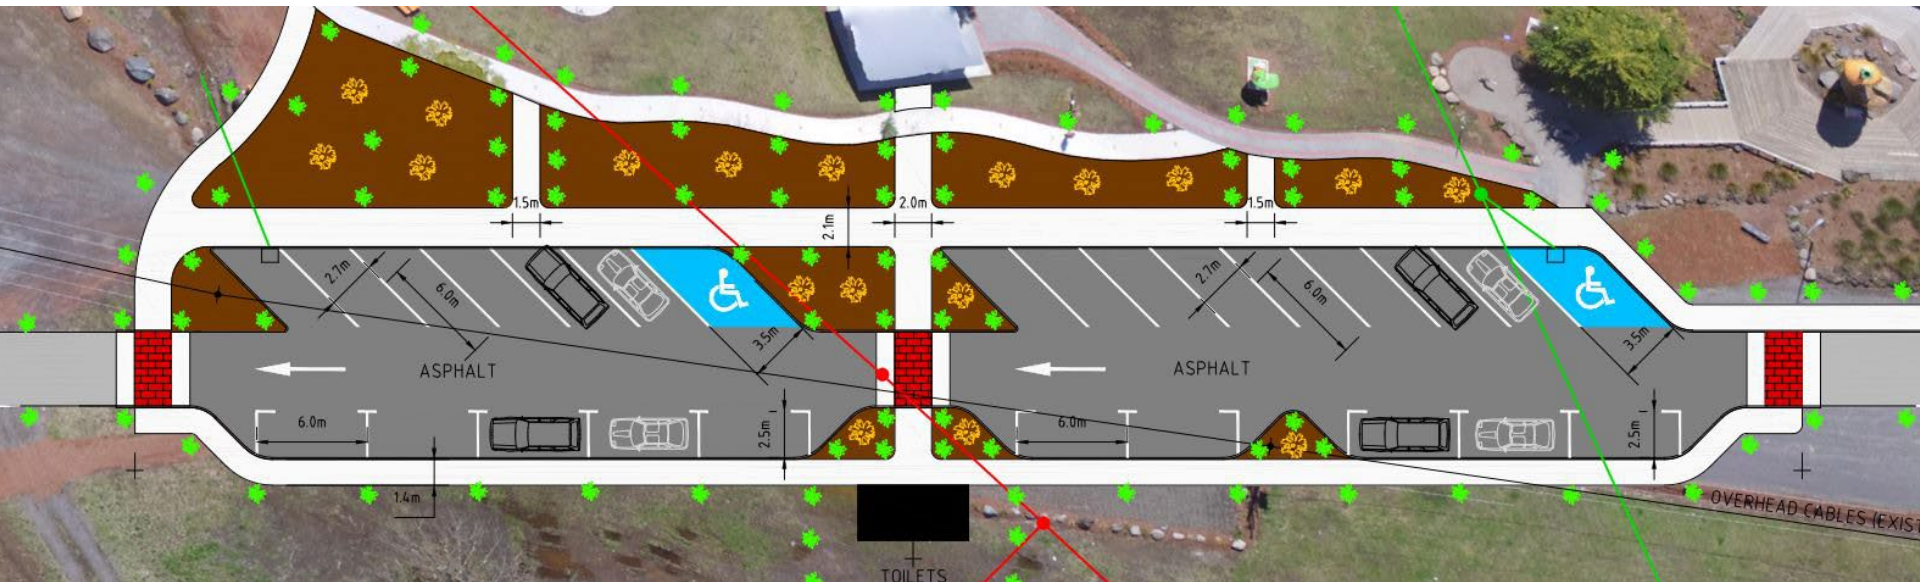 1.5m
2.0m
1.5m
2.1m
2.7m
6.0m
2.7m
6.0m
3.5m
3.5m
ASPHALT
ASPHALT
6.0m
2.5m
6.0m
2.5m
1.4m
OVERHEAD CABLES (EXIST
TOILETS